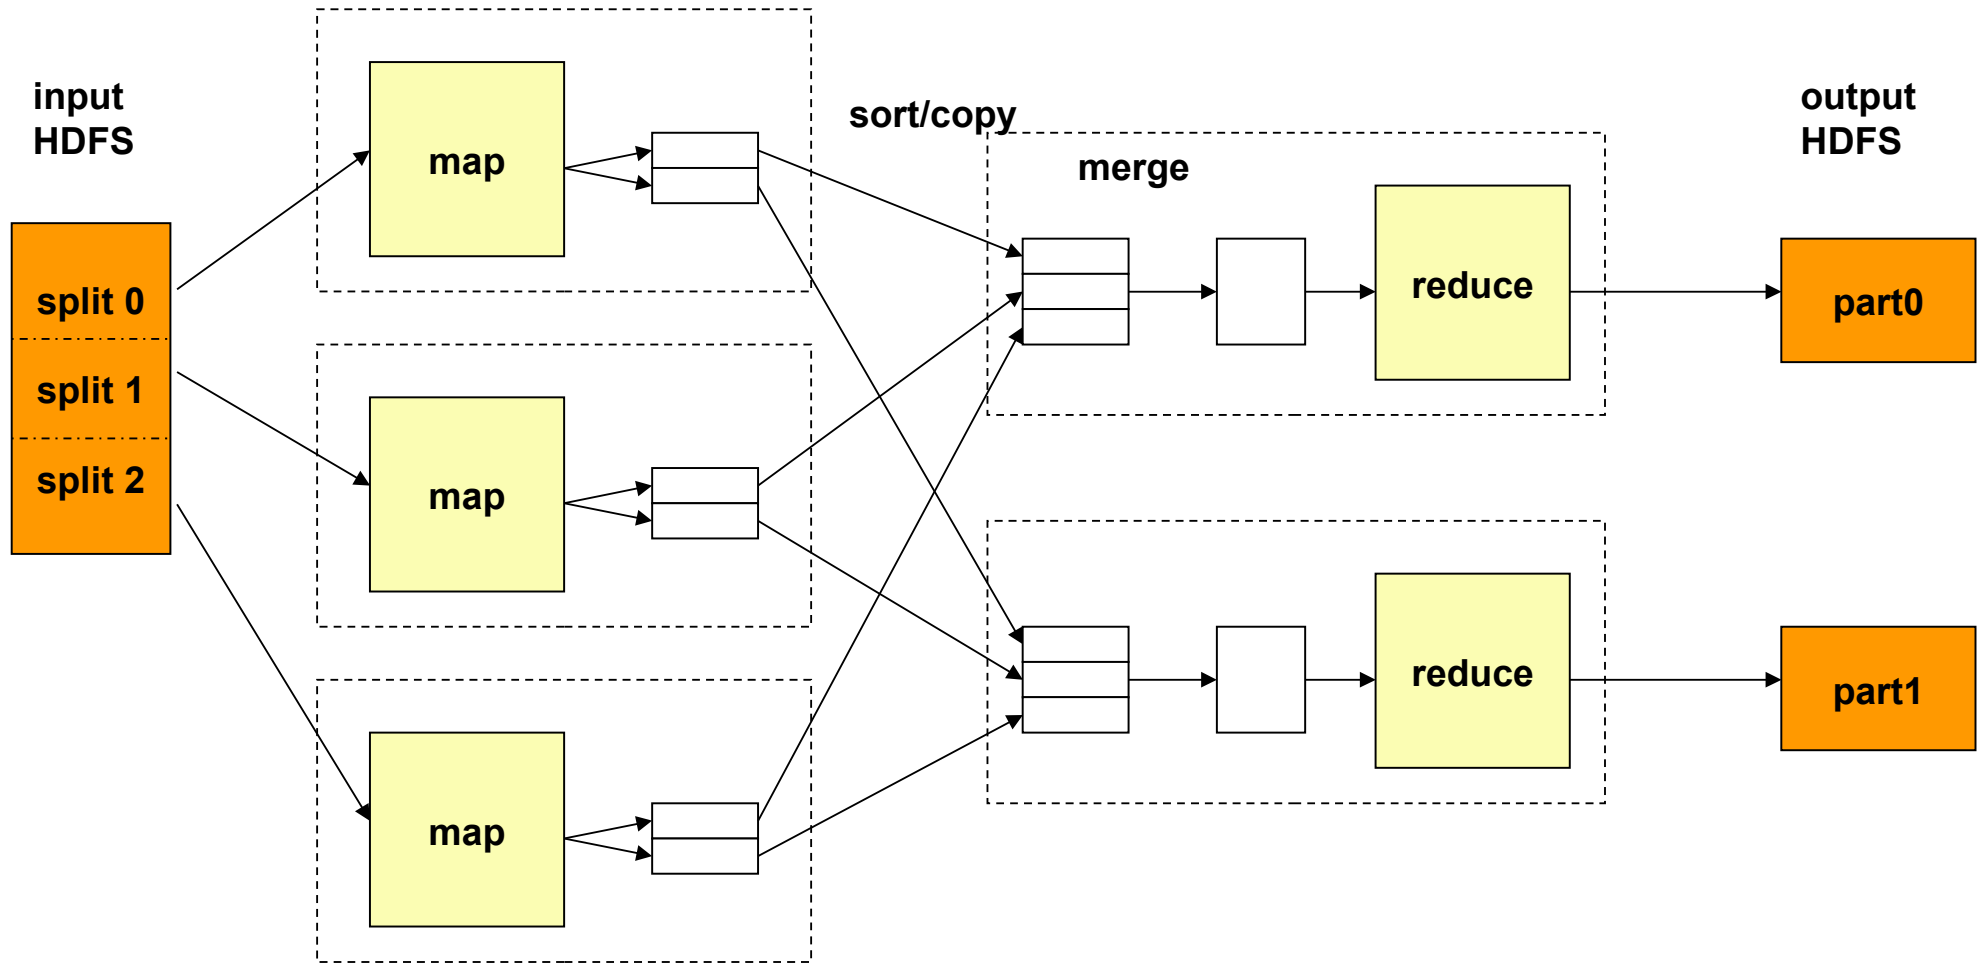 input
HDFS
split 0
split 1
split 2
map
map
map
sort/copy
merge
reduce
reduce
output
HDFS
part0
part1